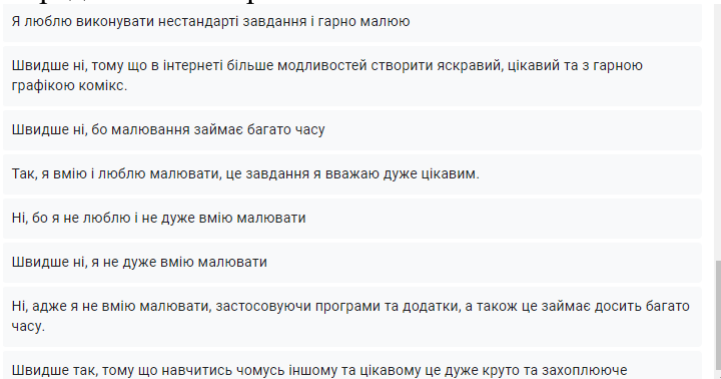 Я люблю виконувати нестандарті завдання і гарно малюю
Швидше ні, тому що в інтернеті більше модливостей створити яскравий, цікавий та з гарною
графікою комікс.
Швидше ні, бо малювання займає багато часу
Так, я вмію і люблю малювати, це завдання я вважаю дуже цікавим.
Ні, бо я не люблю і не дуже вмію малювати
Швидше ні, я не дуже вмію малювати
Ні, адже я не вмію малювати, застосовуючи програми та додатки, а також це займає досить багато
часу.
Швидше так, тому що навчитись чомусь іншому та цікавому це дуже круто та захоплююче